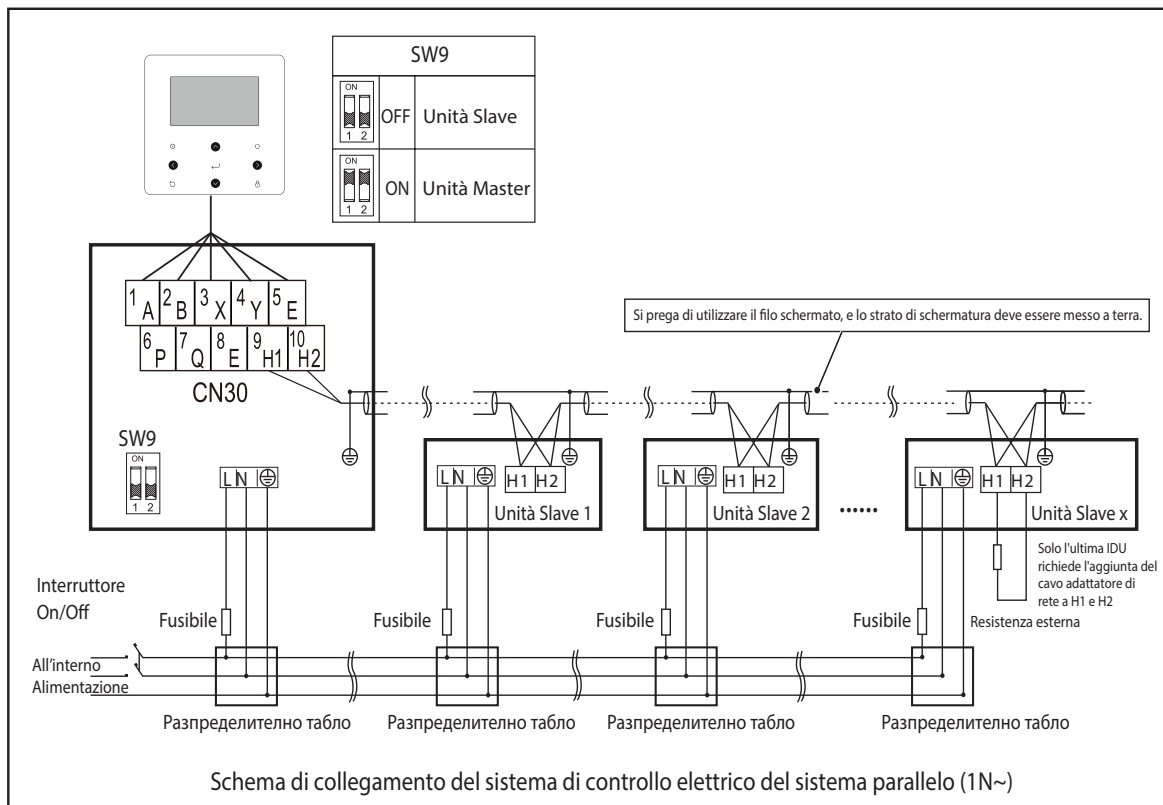 SW9
ON
1 2
OFF
Unità Slave
ON
1 2
ON
Unità Master
1 A
2 B
3 X
4 Y
5 E
6 P
7 Q
8 E
9 H1
10 H2
CN30
Si prega di utilizzare il filo schermato, e lo strato di schermatura deve essere messo a terra.
SW9
ON
1 2
L N
L N
H1 H2
Unità Slave 1
L N
H1 H2
Unità Slave 2
......
L N
H1 H2
Unità Slave x
Solo l'ultima IDU
richiede l'aggiunta del
cavo adattatore di
rete a H1 e H2
Resistenza esterna
Interruttore
On/Off
Fusibile
Fusibile
Fusibile
Fusibile
All'interno
Alimentazione
Разпределително табло
Разпределително табло
Разпределително табло
Разпределително табло
Schema di collegamento del sistema di controllo elettrico del sistema parallelo (1N~)